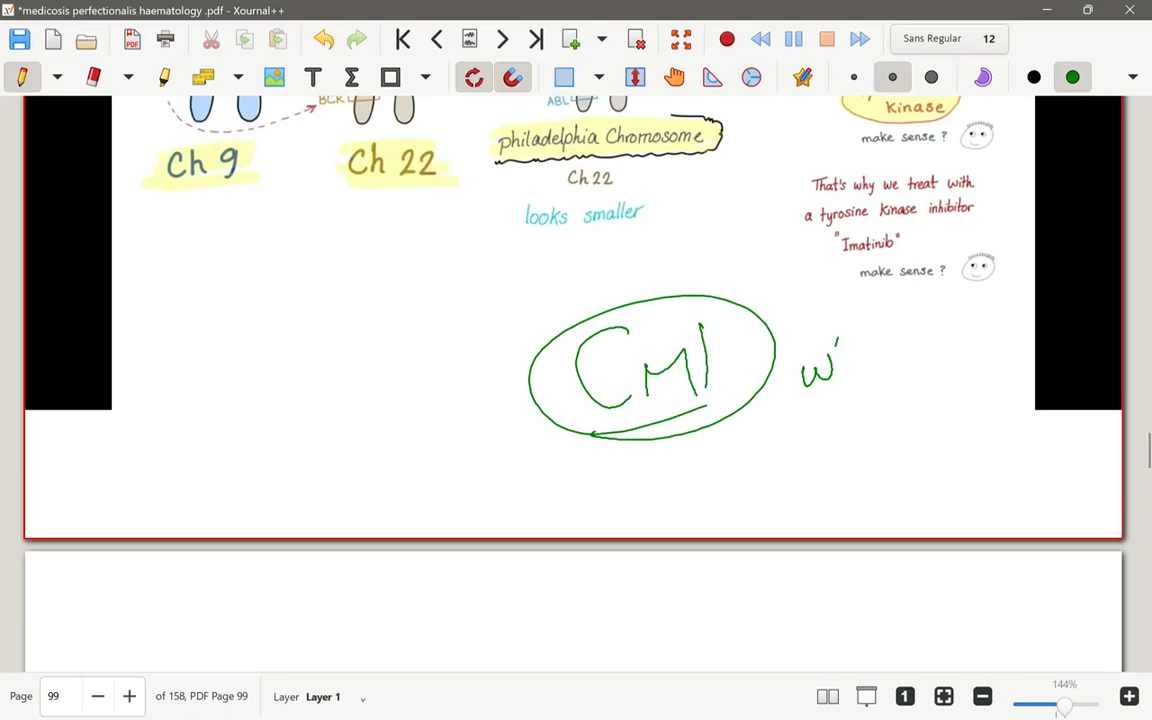 *medicosis perfectionalis haematology .pdf - Xournal++
Sans Regular 12
BCR
ABL
Kinase
philadelphia Chromosome
make sense ?
Ch 9
Ch 22
Ch 22
That's why we treat with
looks smaller
a tyrosine kinase inhibitor
"Imatinib"
make sense ?
CMl
w
Page 99 of 158, PDF Page 99 Layer Layer 1
144%